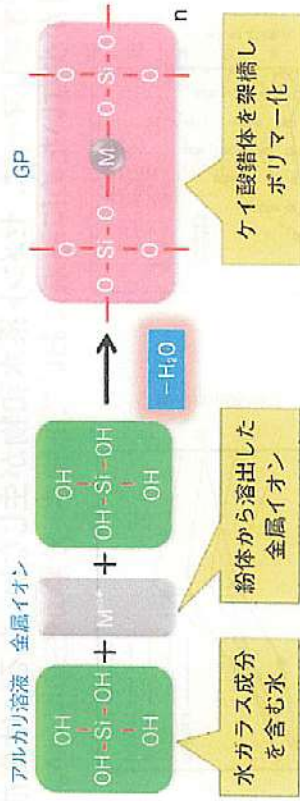 アルカリ溶液
金属イオン
GP
OH
OH-Si-OH
OH
+
M
+
OH
OH-Si-OH
OH
-H₂O
O O
O-Si-O M O-Si-O
O O
n
水ガラス成分
を含む水
紛体から溶出した
金属イオン
ケイ酸錯体を架橋し
ポリマー化